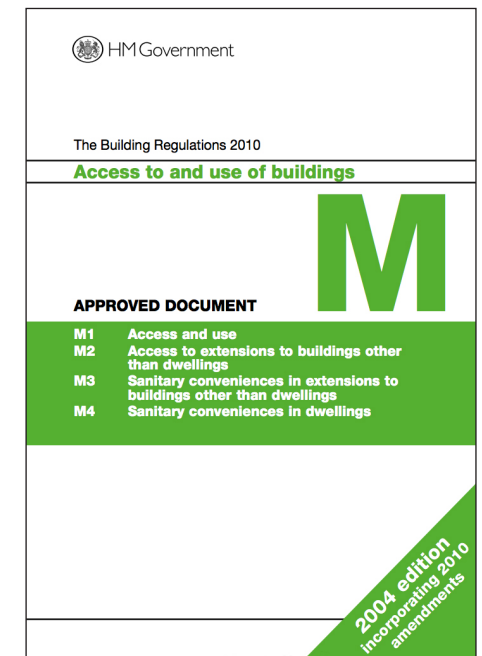 HM Government
The Building Regulations 2010
Access to and use of buildings
M
APPROVED DOCUMENT
M1 Access and use
M2 Access to extensions to buildings other
than dwellings
M3 Sanitary conveniences in extensions to
buildings other than dwellings
M4 Sanitary conveniences in dwellings
2004 edition
incorporating 2010
amendments